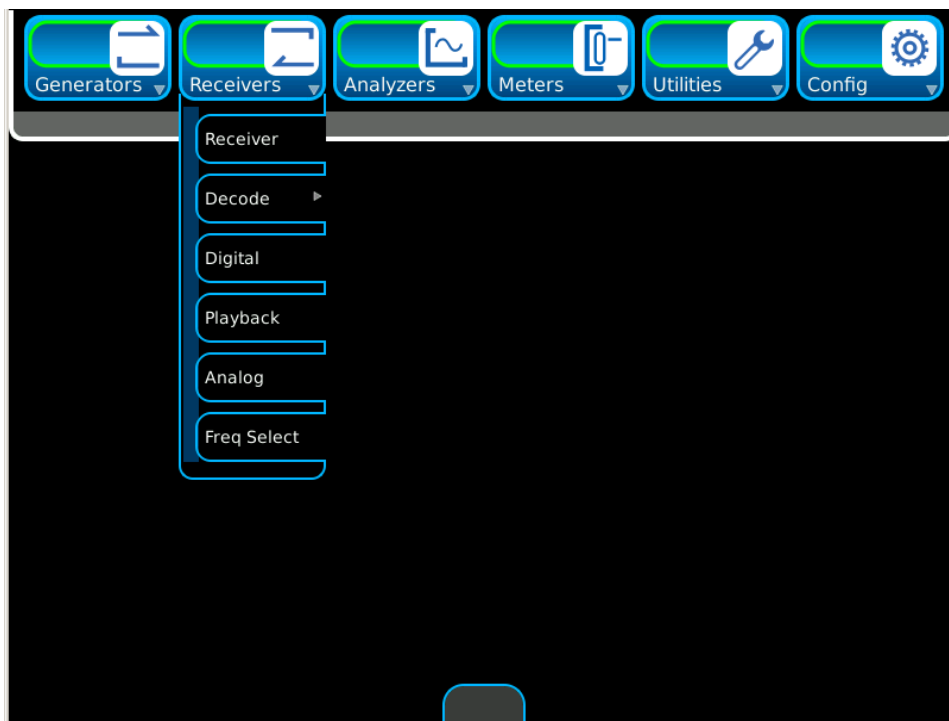 Generators
Receivers
Analyzers
Meters
Utilities
Config
Receiver
Decode
Digital
Playback
Analog
Freq Select